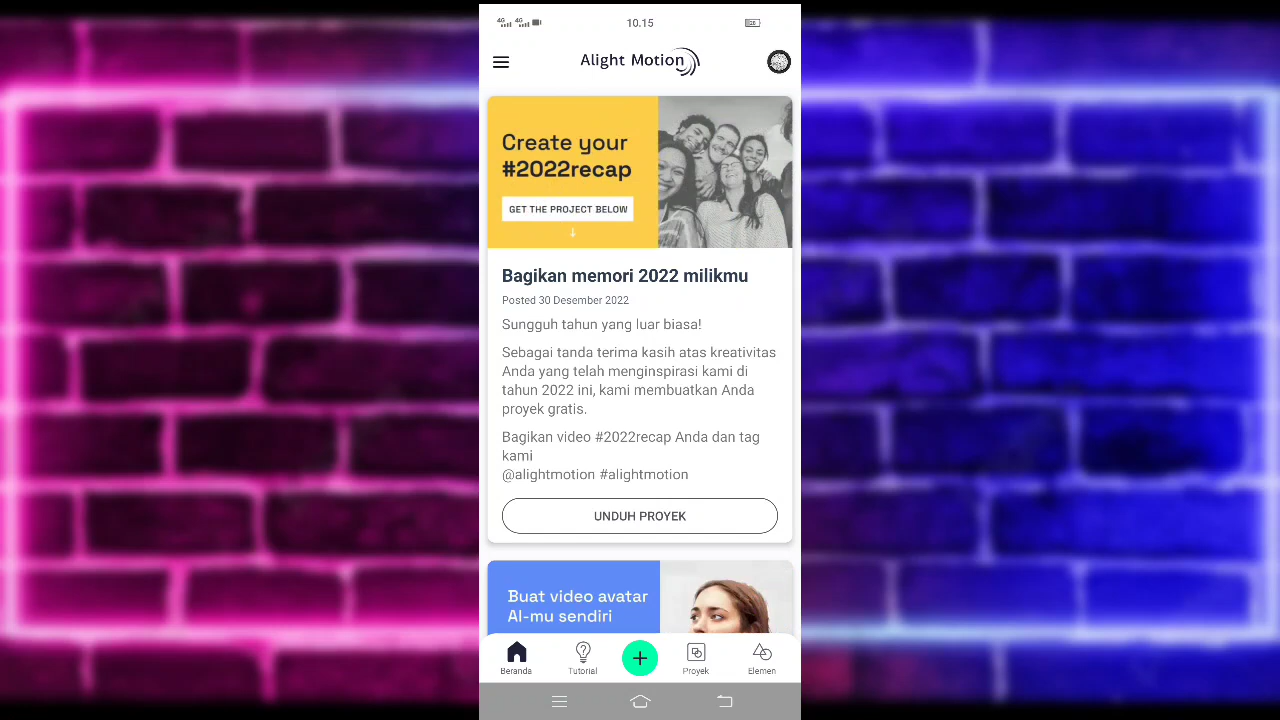 4G 4G 10.15 28
Alight Motion
Create your
#2022recap
GET THE PROJECT BELOW
↓
Bagikan memori 2022 milikmu
Posted 30 Desember 2022
Sungguh tahun yang luar biasa!
Sebagai tanda terima kasih atas kreativitas
Anda yang telah menginspirasi kami di
tahun 2022 ini, kami membuatkan Anda
proyek gratis.
Bagikan video #2022recap Anda dan tag
kami
@alightmotion #alightmotion
UNDUH PROYEK
Buat video avatar
AI-mu sendiri
Beranda Tutorial + Proyek Elemen